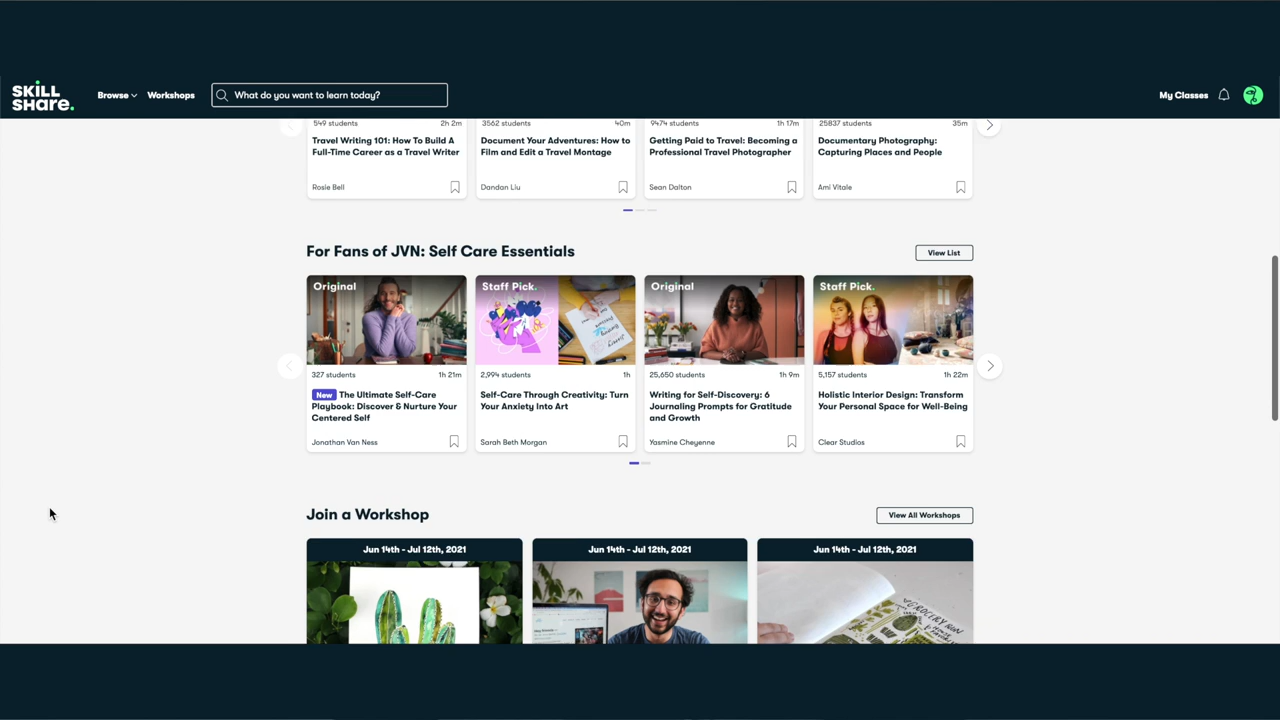 SKILL
SHARE.
Browse
Workshops
What do you want to learn today?
My Classes
549 students
2h 2m
Travel Writing 101: How To Build A
Full-Time Career as a Travel Writer
Rosie Bell
3562 students
40m
Document Your Adventures: How to
Film and Edit a Travel Montage
Dandan Liu
9474 students
1h 17m
Getting Paid to Travel: Becoming a
Professional Travel Photographer
Sean Dalton
25837 students
35m
Documentary Photography:
Capturing Places and People
Ami Vitale
For Fans of JVN: Self Care Essentials
View List
Original
327 students
1h 21m
New The Ultimate Self-Care
Playbook: Discover & Nurture Your
Centered Self
Jonathan Van Ness
Staff Pick.
2,994 students
1h
Self-Care Through Creativity: Turn
Your Anxiety Into Art
Sarah Beth Morgan
Original
25,650 students
1h 9m
Writing for Self-Discovery: 6
Journaling Prompts for Gratitude
and Growth
Yasmine Cheyenne
Staff Pick.
5,157 students
1h 22m
Holistic Interior Design: Transform
Your Personal Space for Well-Being
Clear Studios
Join a Workshop
View All Workshops
Jun 14th - Jul 12th, 2021
Jun 14th - Jul 12th, 2021
Jun 14th - Jul 12th, 2021
GROCERY RUN